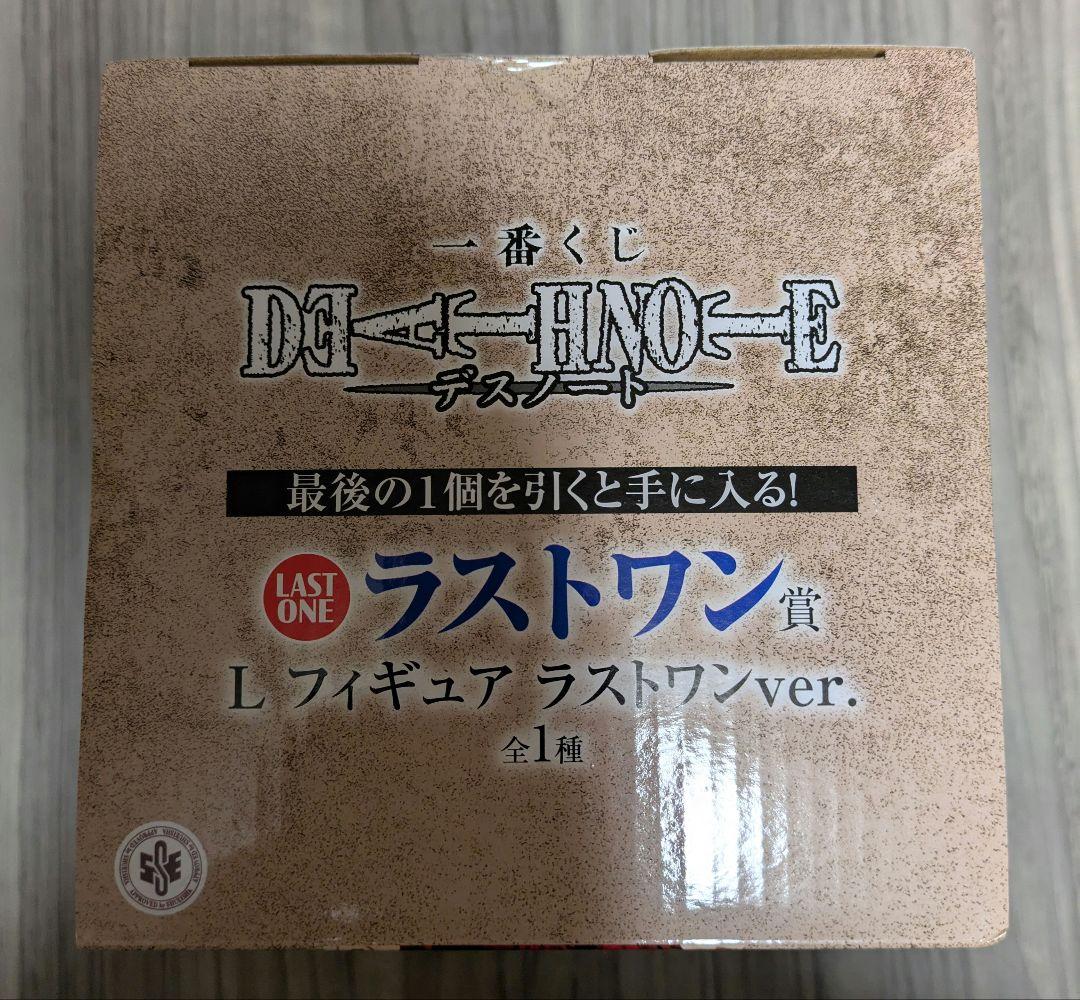 一番くじ
DEATH NOTE
デスノート
最後の1個を引くと手に入る!
LAST
ONE
ラストワン賞
L フィギュア ラストワンver.
全1種